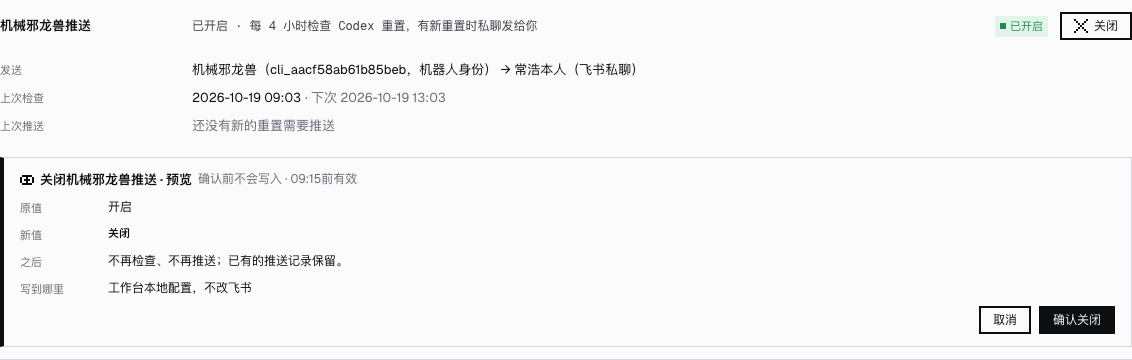 机械邪龙兽推送 已开启 · 每 4 小时检查 Codex 重置，有新重置时私聊发给你 已开启 关闭
发送 机械邪龙兽（cli_aacf58ab61b85beb，机器人身份）→ 常浩本人（飞书私聊）
上次检查 2026-10-19 09:03 · 下次 2026-10-19 13:03
上次推送 还没有新的重置需要推送
关闭机械邪龙兽推送 · 预览 确认前不会写入 · 09:15前有效
原值 开启
新值 关闭
之后 不再检查、不再推送；已有的推送记录保留。
写到哪里 工作台本地配置，不改飞书
取消 确认关闭